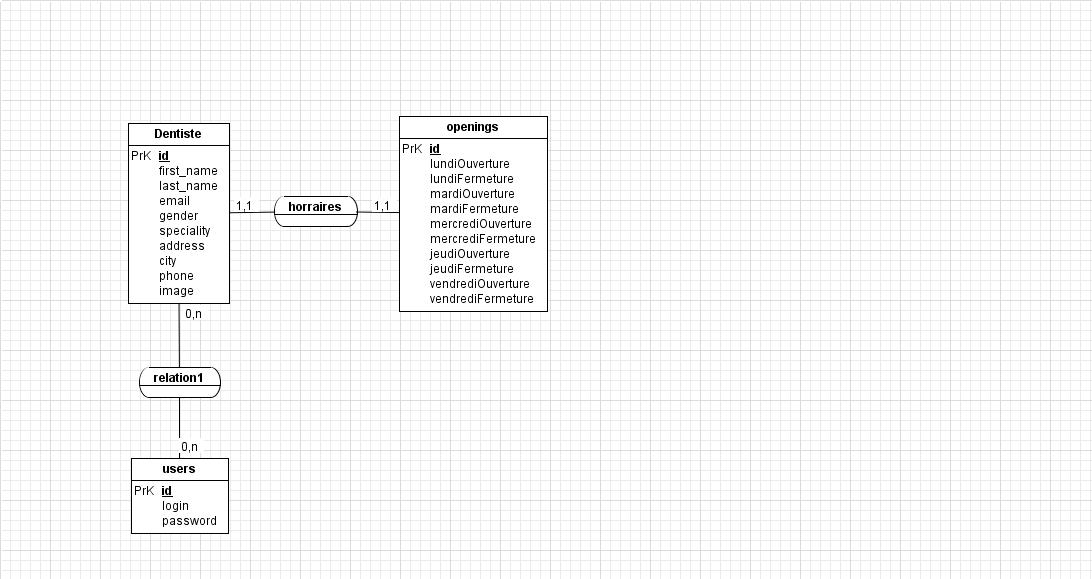 Dentiste
PrK id
first_name
last_name
email
gender
speciality
address
city
phone
image
1,1
horraires
1,1
openings
PrK id
lundiOuverture
lundiFermeture
mardiOuverture
mardiFermeture
mercrediOuverture
mercrediFermeture
jeudiOuverture
jeudiFermeture
vendrediOuverture
vendrediFermeture
0,n
relation1
0,n
users
PrK id
login
password